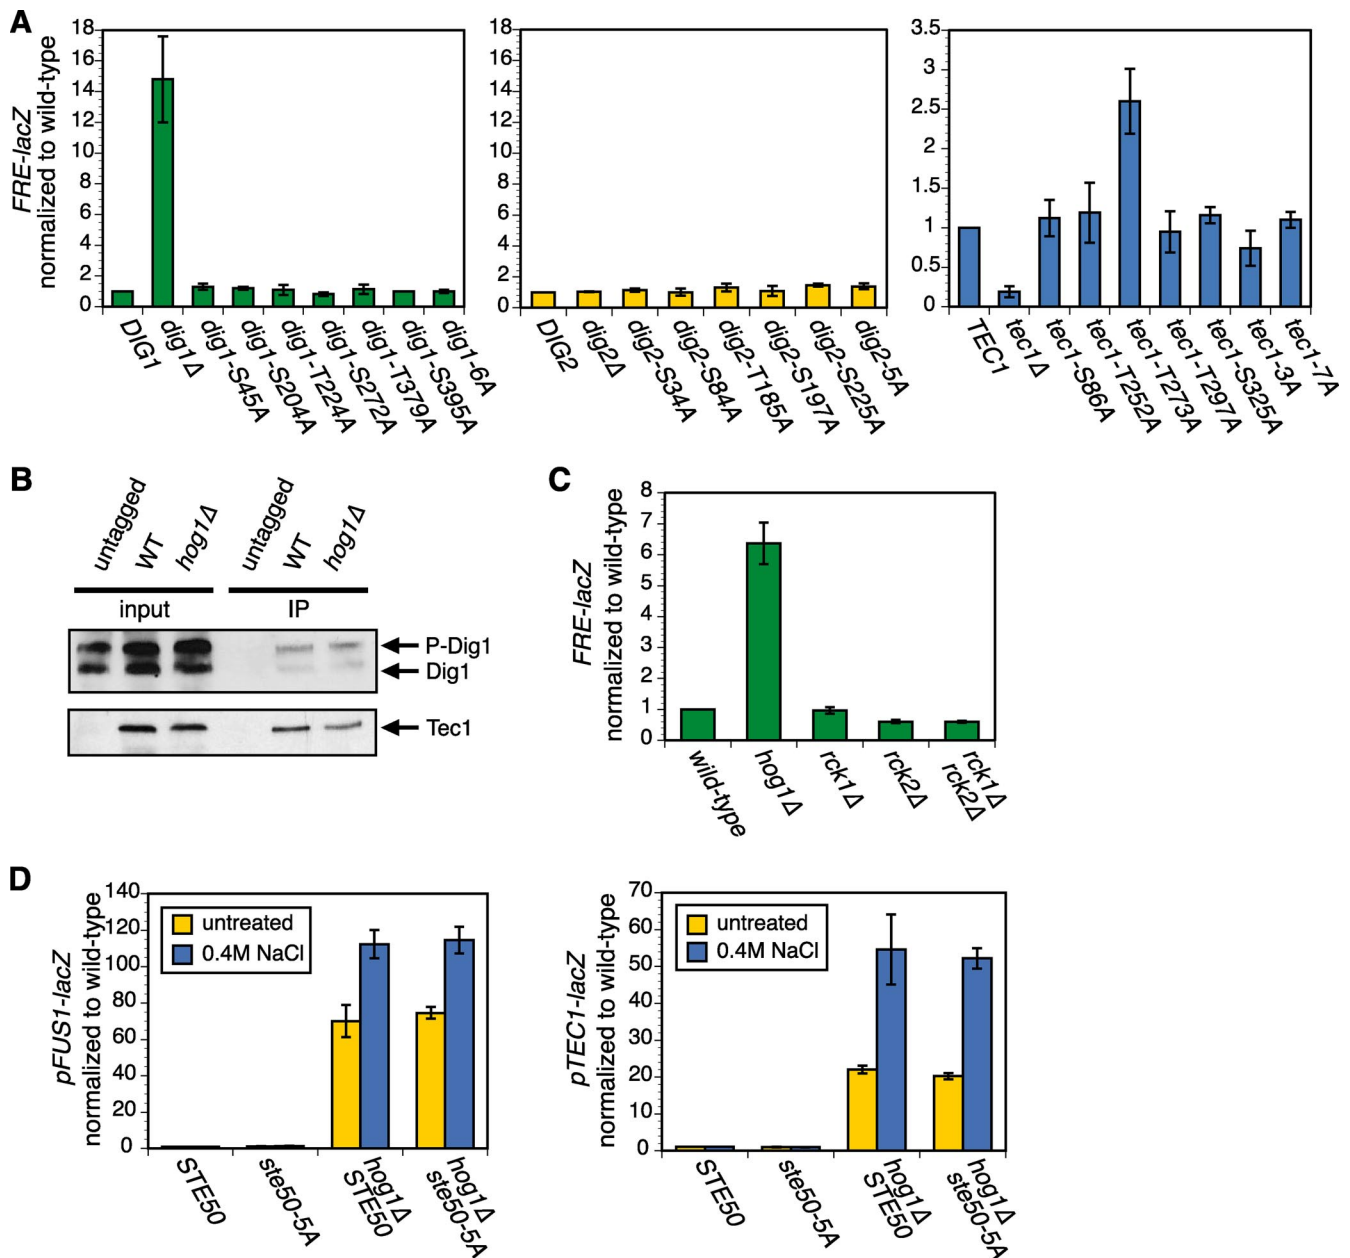 A
FRE-lacZ
normalized to wild-type
18
16
14
12
10
8
6
4
2
0
DIG1
dig1Δ
dig1-S45A
dig1-S204A
dig1-T224A
dig1-S272A
dig1-T379A
dig1-S395A
dig1-6A
18
16
14
12
10
8
6
4
2
0
DIG2
dig2Δ
dig2-S34A
dig2-S84A
dig2-T185A
dig2-S197A
dig2-S225A
dig2-5A
3.5
3
2.5
2
1.5
1
0.5
0
TEC1
tec1Δ
tec1-S86A
tec1-T252A
tec1-T273A
tec1-T297A
tec1-S325A
tec1-3A
tec1-7A
B
untagged
WT
hog1Δ
untagged
WT
hog1Δ
input
IP
P-Dig1
Dig1
Tec1
C
FRE-lacZ
normalized to wild-type
8
7
6
5
4
3
2
1
0
wild-type
hog1Δ
rck1Δ
rck2Δ
rck1Δ
rck2Δ
D
pFUS1-lacZ
normalized to wild-type
140
120
100
80
60
40
20
0
untreated
0.4M NaCl
STE50
ste50-5A
hog1Δ
STE50
hog1Δ
ste50-5A
pTEC1-lacZ
normalized to wild-type
70
60
50
40
30
20
10
0
untreated
0.4M NaCl
STE50
ste50-5A
hog1Δ
STE50
hog1Δ
ste50-5A